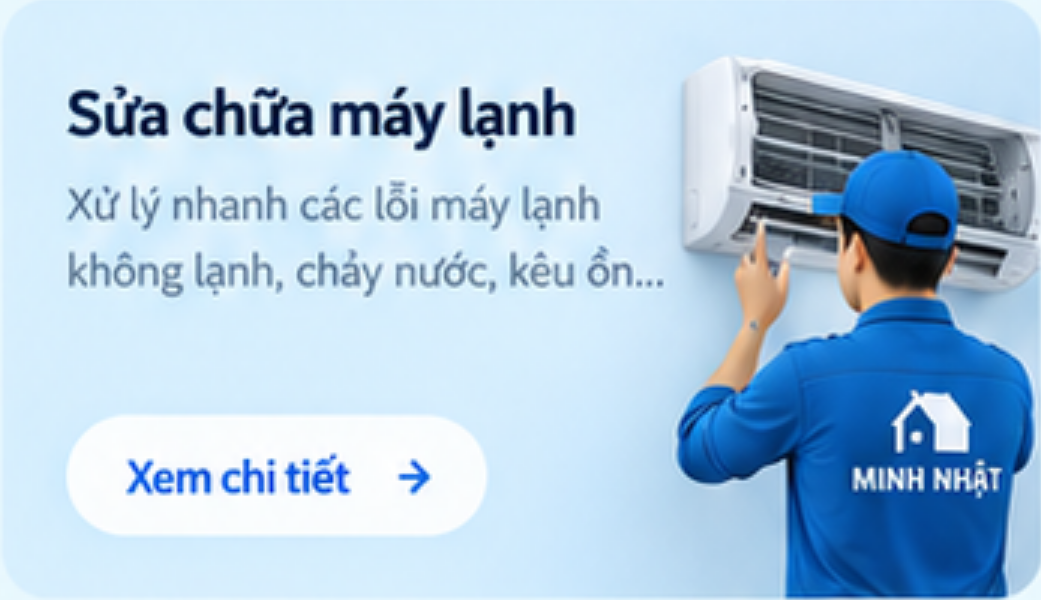 Sửa chữa máy lạnh
Xử lý nhanh các lỗi máy lạnh
không lạnh, chảy nước, kêu ồn...
Xem chi tiết →
MINH NHẬT